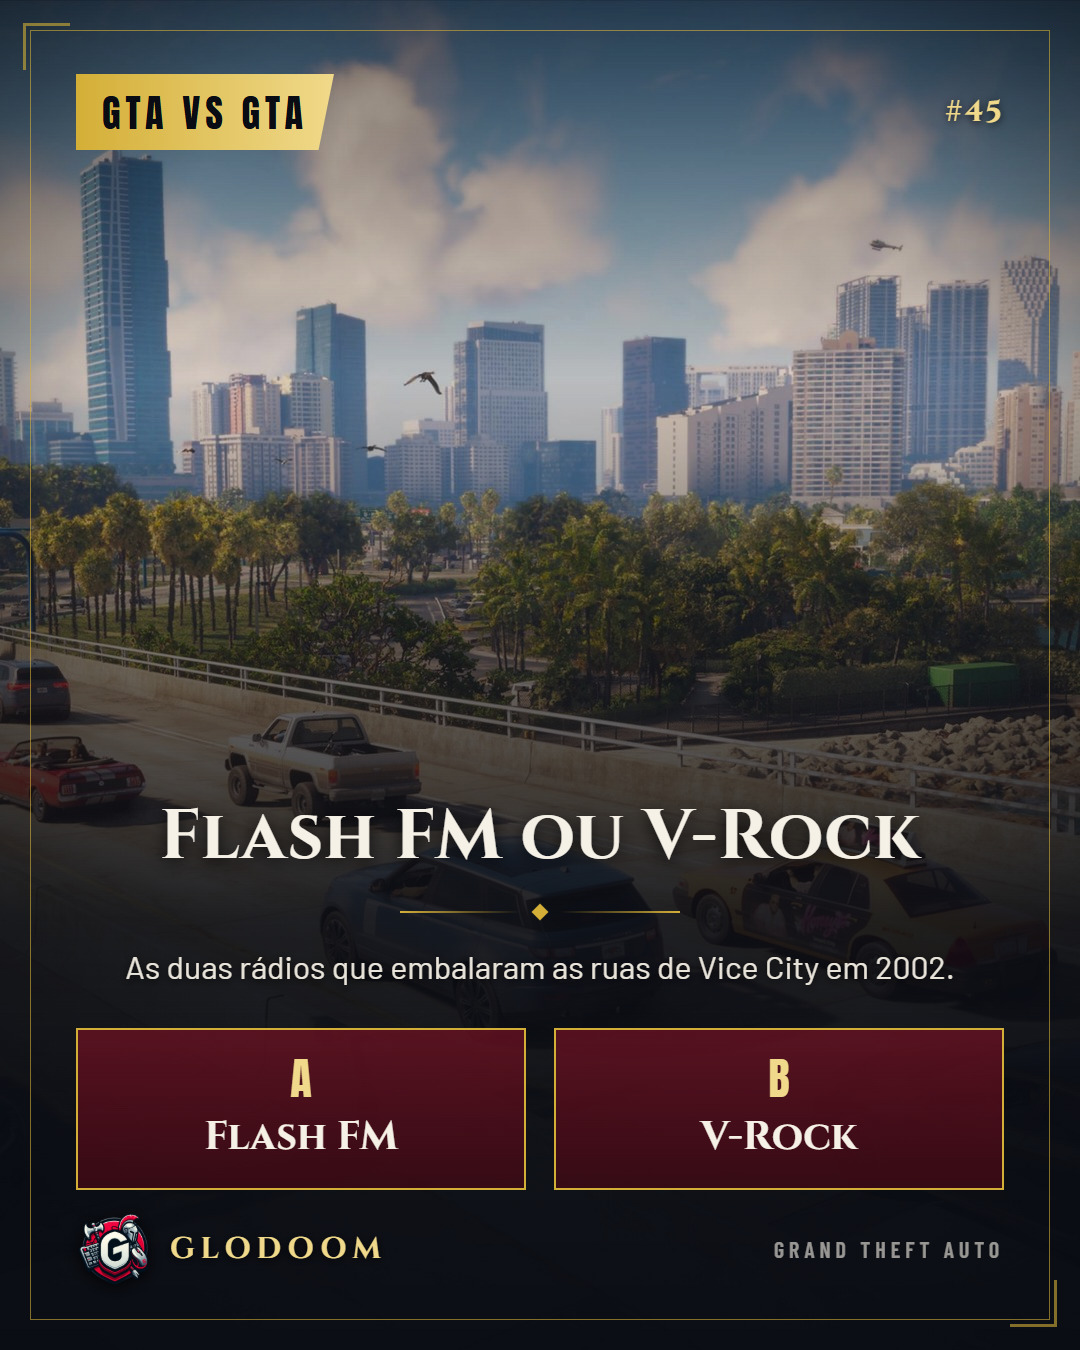 GTA VS GTA
#45
Flash FM ou V-Rock
As duas rádios que embalaram as ruas de Vice City em 2002.
A
Flash FM
B
V-Rock
G
GLODOOM
GRAND THEFT AUTO